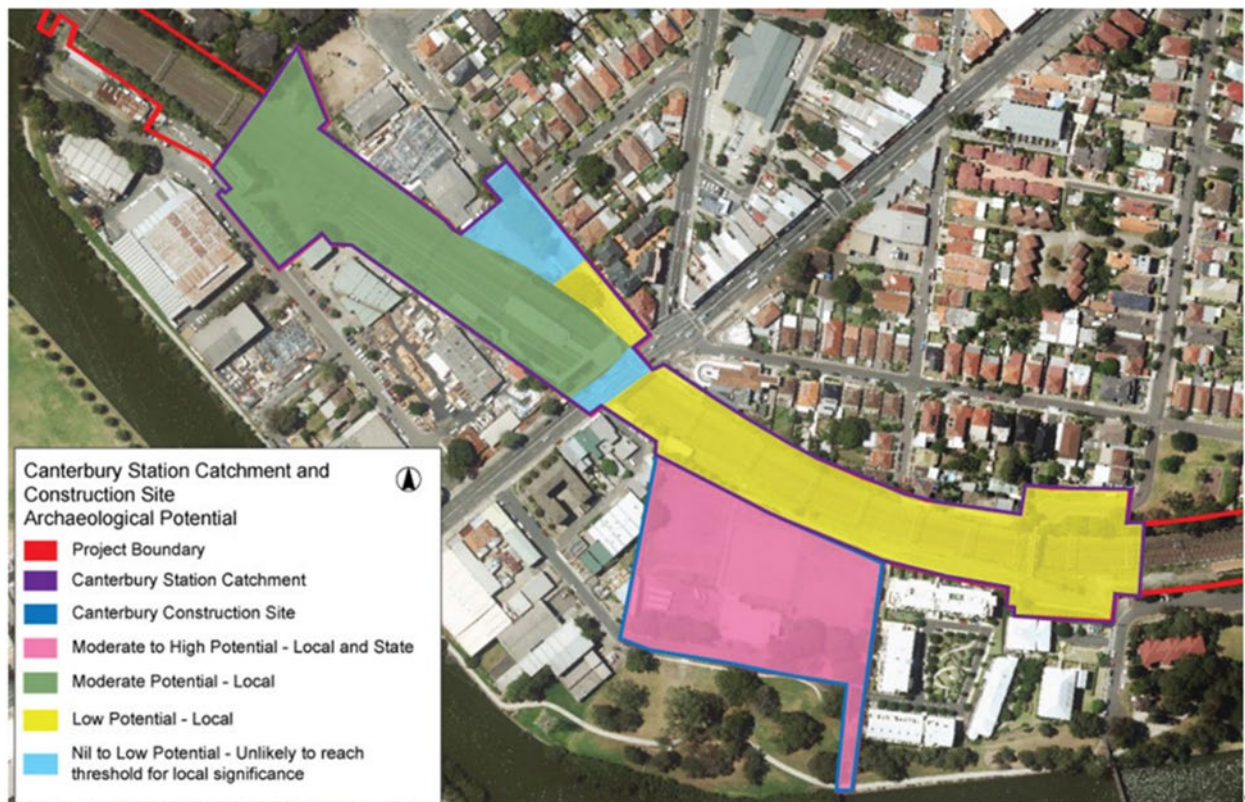 Canterbury Station Catchment and
Construction Site
Archaeological Potential
Project Boundary
Canterbury Station Catchment
Canterbury Construction Site
Moderate to High Potential - Local and State
Moderate Potential - Local
Low Potential - Local
Nil to Low Potential - Unlikely to reach
threshold for local significance